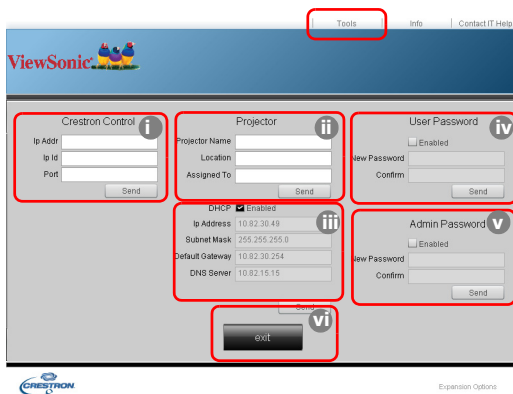 Tools
Info
Contact IT Help
ViewSonic
Crestron Control
i
Ip Addr
Ip Id
Port
Send
Projector
ii
Projector Name
Location
Assigned To
Send
DHCP Enabled
iii
Ip Address 10.82.30.49
Subnet Mask 255.255.255.0
Default Gateway 10.82.30.254
DNS Server 10.82.15.15
Send
User Password
iv
Enabled
New Password
Confirm
Send
Admin Password
v
Enabled
New Password
Confirm
Send
vi
exit
CRESTRON
Expansion Options